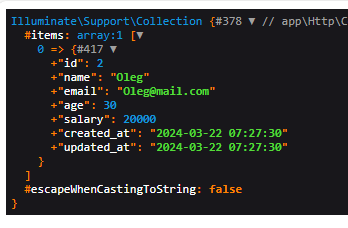 Illuminate\Support\Collection {#378 ▼ // app\Http\C
#items: array:1 [▼
0 => {#417 ▼
+"id": 2
+"name": "Oleg"
+"email": "Oleg@mail.com"
+"age": 30
+"salary": 20000
+"created_at": "2024-03-22 07:27:30"
+"updated_at": "2024-03-22 07:27:30"
}
]
#escapeWhenCastingToString: false
}